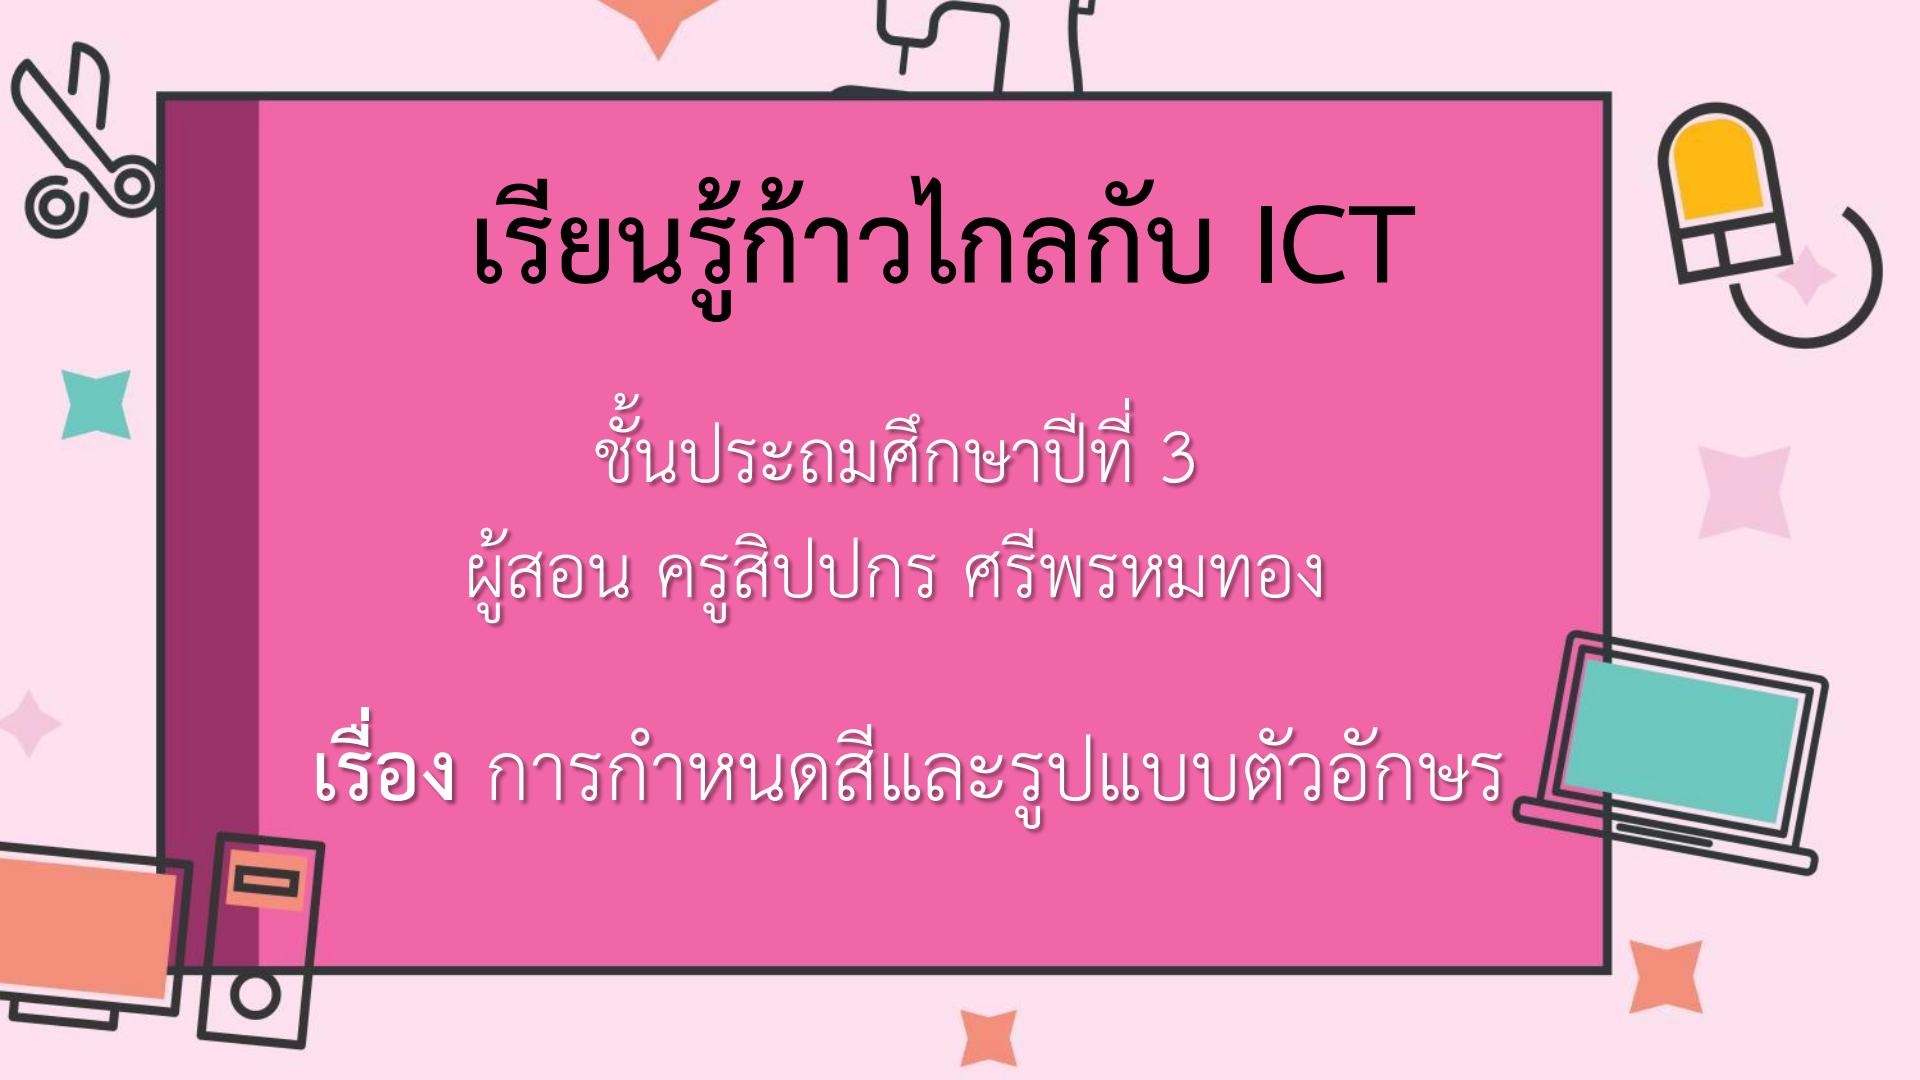 เรียนรู้ก้าวไกลกับ ICT
ชั้นประถมศึกษาปีที่ 3
ผู้สอน ครูสิปปกร ศรีพรหมทอง
เรื่อง การกำหนดสีและรูปแบบตัวอักษร